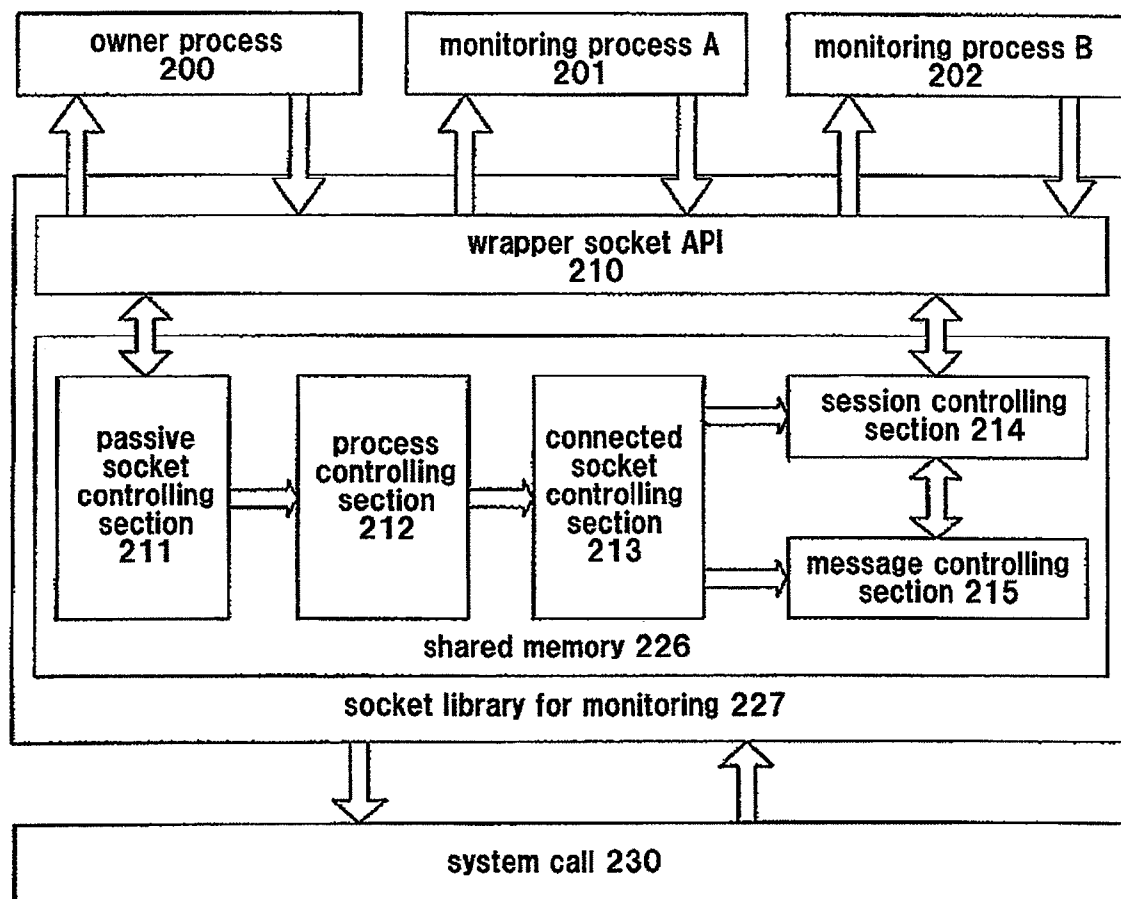 owner process
200
monitoring process A
201
monitoring process B
202
wrapper socket API
210
passive
socket
controlling
section
211
process
controlling
section
212
connected
socket
controlling
section
213
session controlling
section 214
message controlling
section 215
shared memory 226
socket library for monitoring 227
system call 230